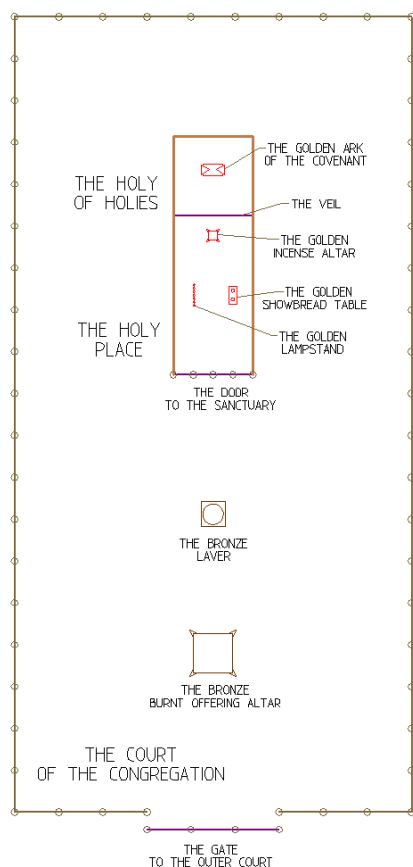 THE GOLDEN ARK
OF THE COVENANT
THE HOLY
OF HOLIES
THE VEIL
THE GOLDEN
INCENSE ALTAR
THE GOLDEN
SHOWBREAD TABLE
THE HOLY
PLACE
THE GOLDEN
LAMPSTAND
THE DOOR
TO THE SANCTUARY
THE BRONZE
LAVER
THE BRONZE
BURNT OFFERING ALTAR
THE COURT
OF THE CONGREGATION
THE GATE
TO THE OUTER COURT